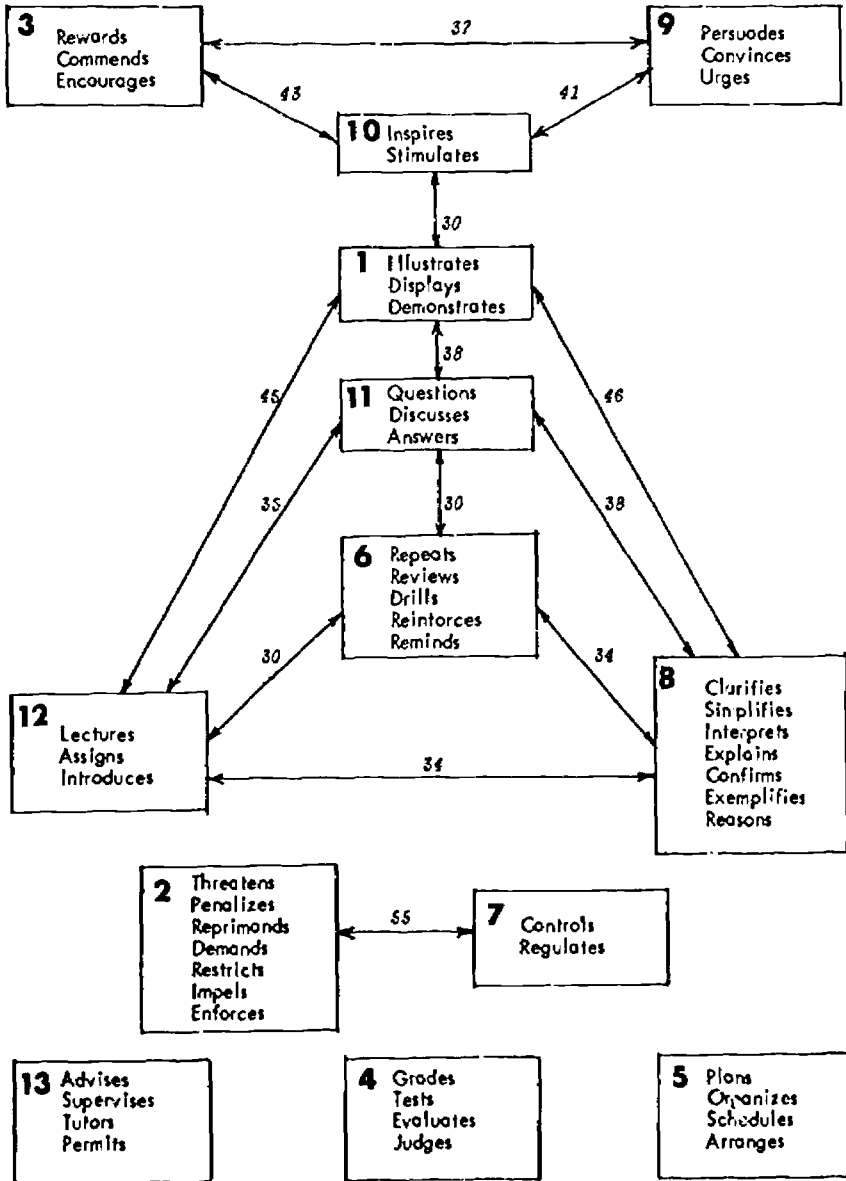 3 Rewards
Commends
Encourages
37
9 Persuades
Convinces
Urges
43
41
10 Inspires
Stimulates
30
1 Illustrates
Displays
Demonstrates
38
45
46
11 Questions
Discusses
Answers
35
30
38
6 Repeats
Reviews
Drills
Reinforces
Reminds
30
34
12 Lectures
Assigns
Introduces
34
8 Clarifies
Simplifies
Interprets
Explains
Confirms
Exemplifies
Reasons
2 Threatens
Penalizes
Reprimands
Demands
Restricts
Impels
Enforces
55
7 Controls
Regulates
13 Advises
Supervises
Tutors
Permits
4 Grades
Tests
Evaluates
Judges
5 Plans
Organizes
Schedules
Arranges